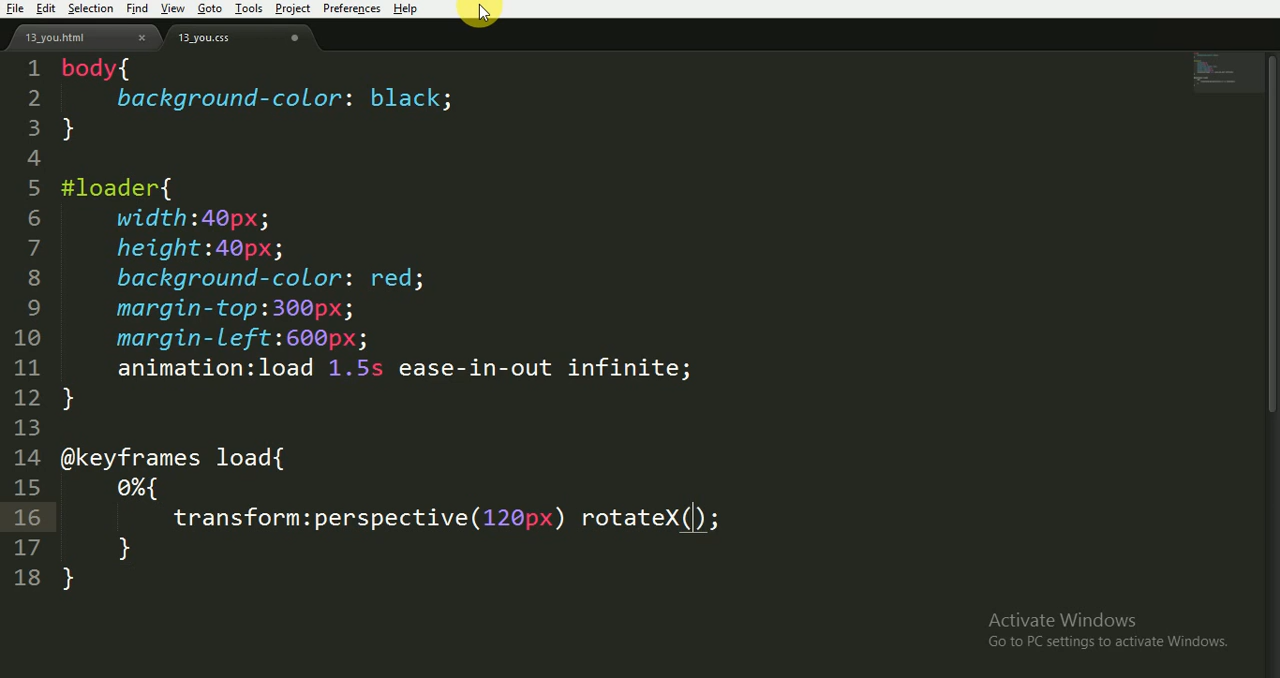 File Edit Selection Find View Goto Tools Project Preferences Help
13_you.html × 13_you.css
1 body{
2 background-color: black;
3 }
4
5 #loader{
6 width:40px;
7 height:40px;
8 background-color: red;
9 margin-top:300px;
10 margin-left:600px;
11 animation:load 1.5s ease-in-out infinite;
12 }
13
14 @keyframes load{
15 0%{
16 transform:perspective(120px) rotateX();
17 }
18 }
Activate Windows
Go to PC settings to activate Windows.